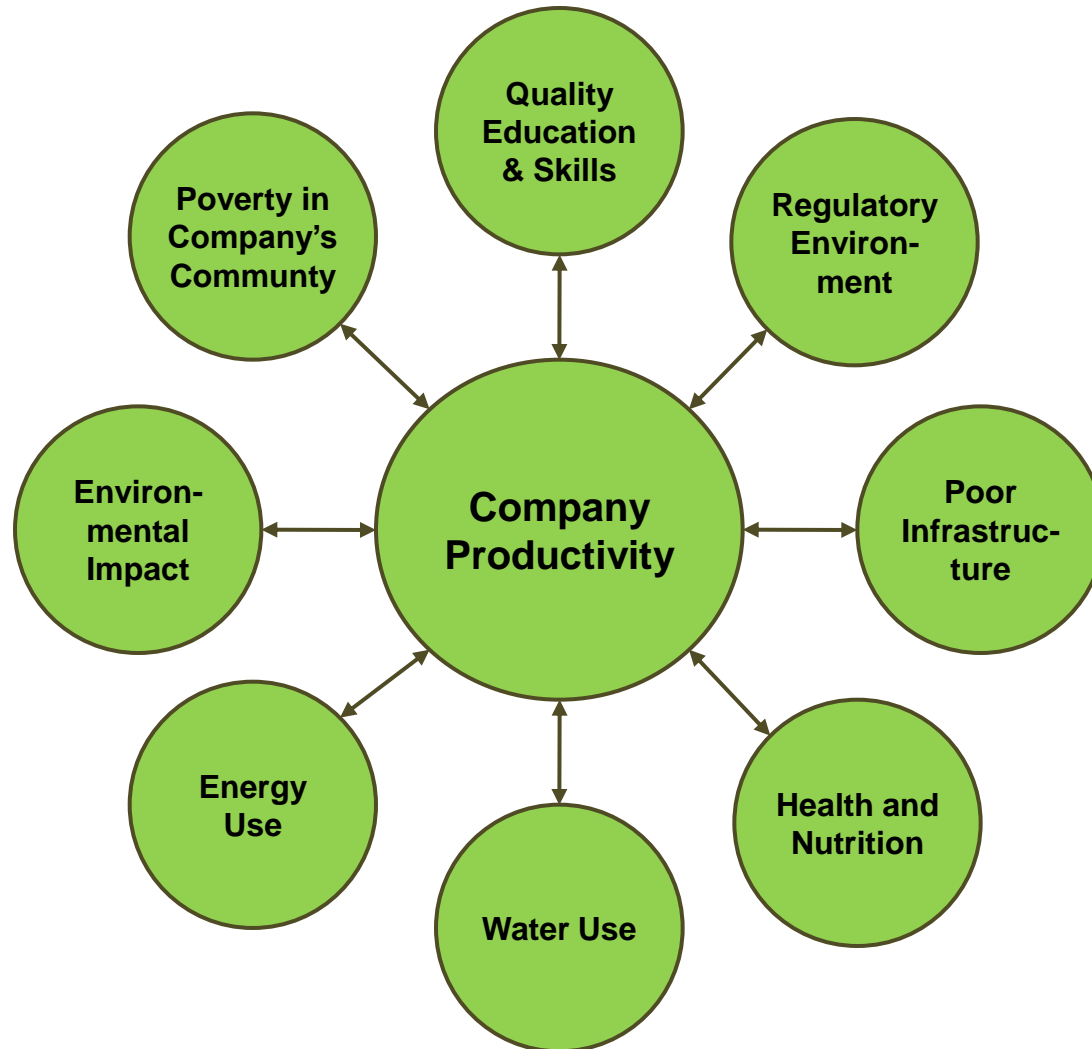 Quality
Education
& Skills
Poverty in
Company’s
Communty
Regulatory
Environ-
ment
Environ-
mental
Impact
Company
Productivity
Poor
Infrastruc-
ture
Energy
Use
Health and
Nutrition
Water Use